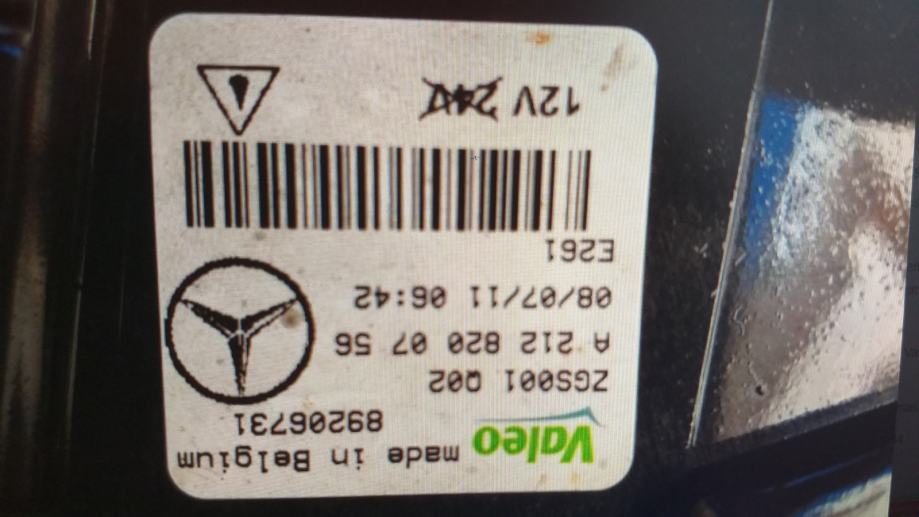 Valeo made in Belgium
89206731
ZGS001 Q02
A 212 820 07 56
08/07/11 06:42
E261
12V 24V